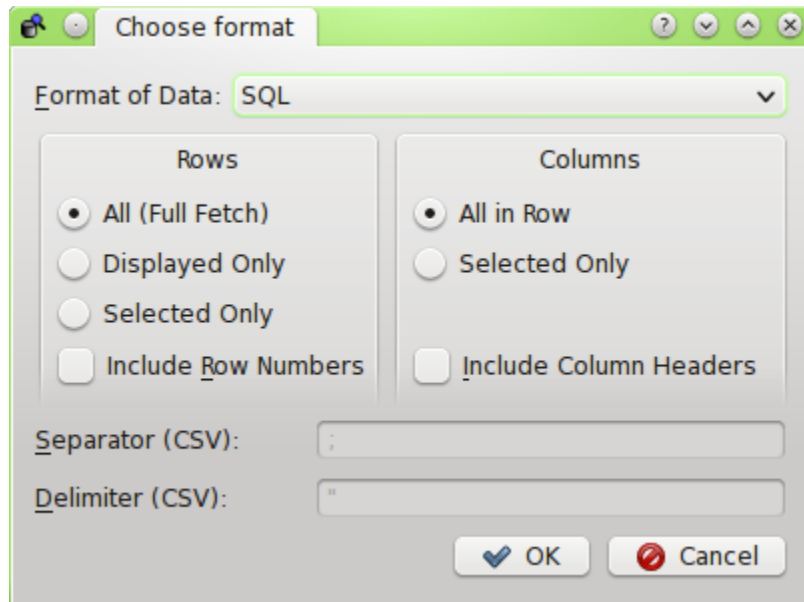 Choose format
Format of Data: SQL
Rows Columns
All (Full Fetch) All in Row
Displayed Only Selected Only
Selected Only
Include Row Numbers Include Column Headers
Separator (CSV): ;
Delimiter (CSV): "
OK Cancel